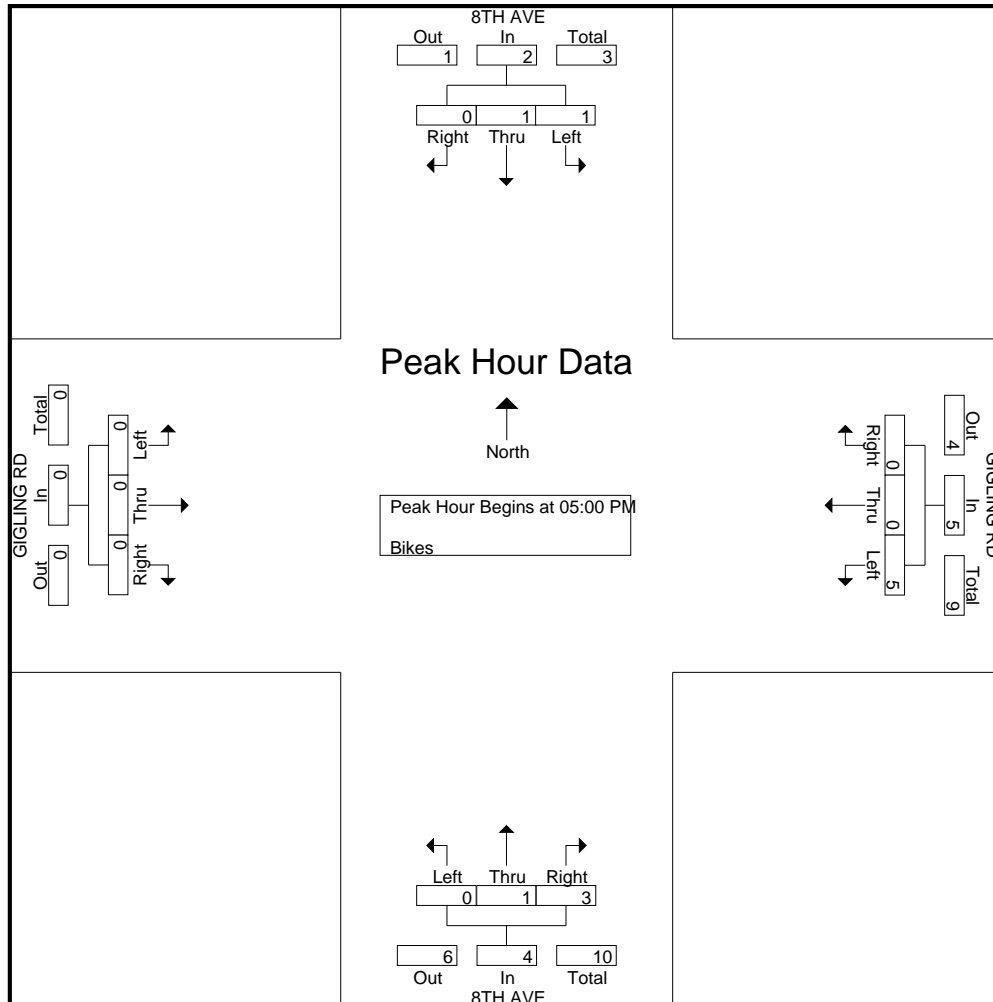 8TH AVE
Out In Total
1 2 3
0 1 1
Right Thru Left
Peak Hour Data
North
Peak Hour Begins at 05:00 PM
Bikes
GIGLING RD
Total In Out
0 0 0
0 0 0
Left Thru Right
GIGLING RD
Out In Total
4 5 9
Right Thru Left
0 0 5
Left Thru Right
0 1 3
6 4 10
Out In Total
8TH AVE